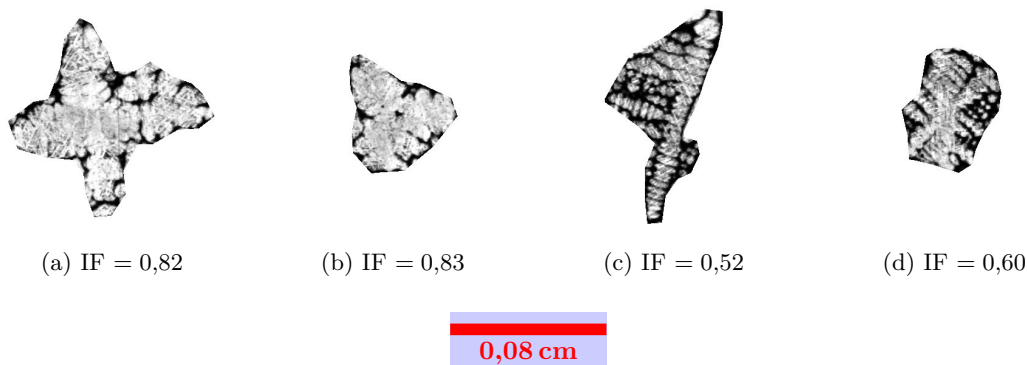 (a) IF = 0,82
(b) IF = 0,83
(c) IF = 0,52
(d) IF = 0,60
0,08 cm